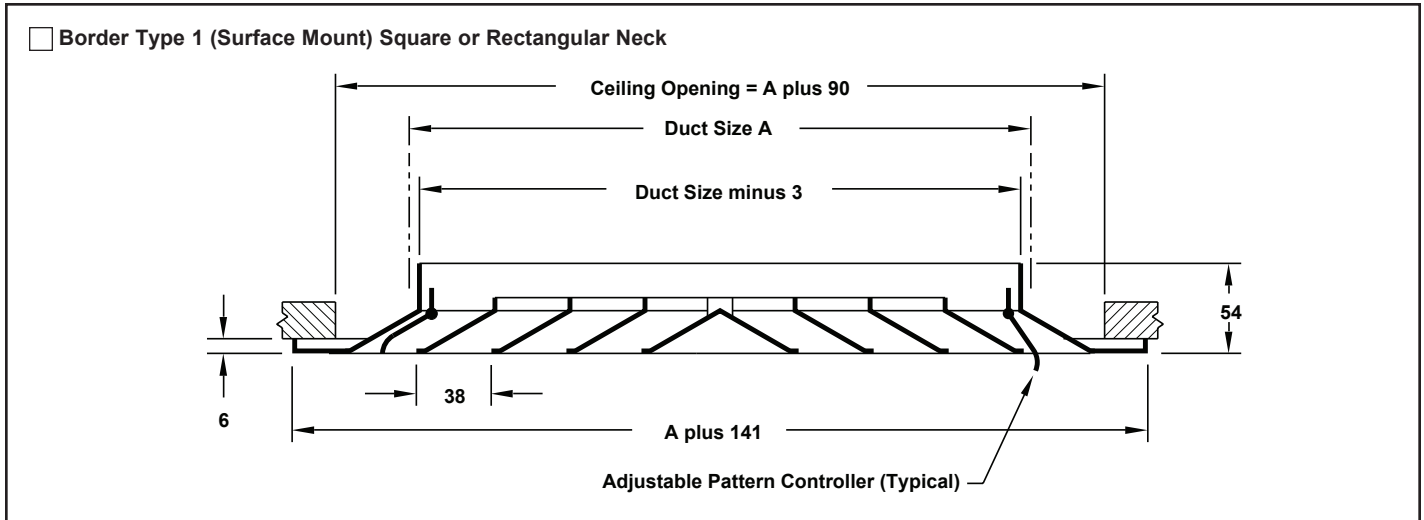 Border Type 1 (Surface Mount) Square or Rectangular Neck
Ceiling Opening = A plus 90
Duct Size A
Duct Size minus 3
54
38
6
A plus 141
Adjustable Pattern Controller (Typical)